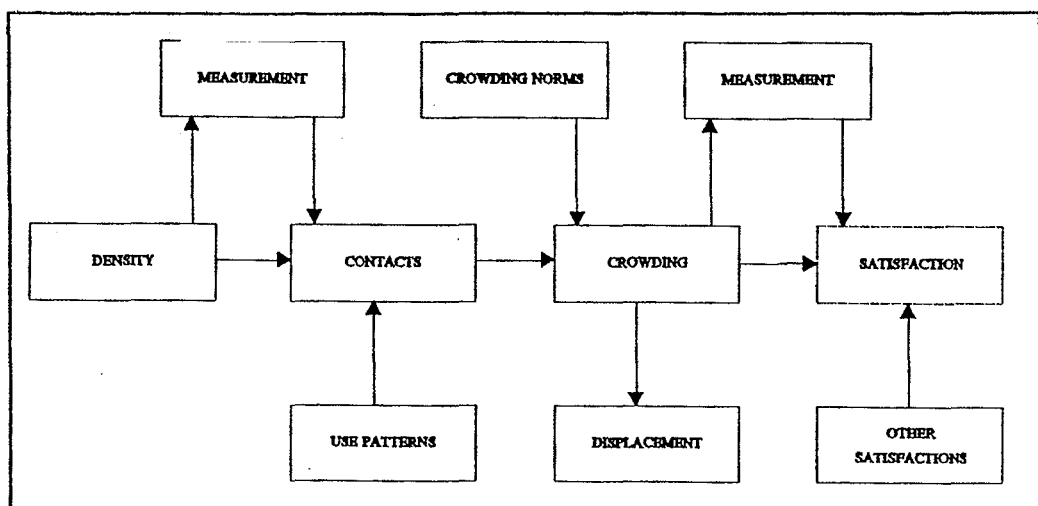 MEASUREMENT
CROWDING NORMS
MEASUREMENT
DENSITY
CONTACTS
CROWDING
SATISFACTION
USE PATTERNS
DISPLACEMENT
OTHER
SATISFACTIONS